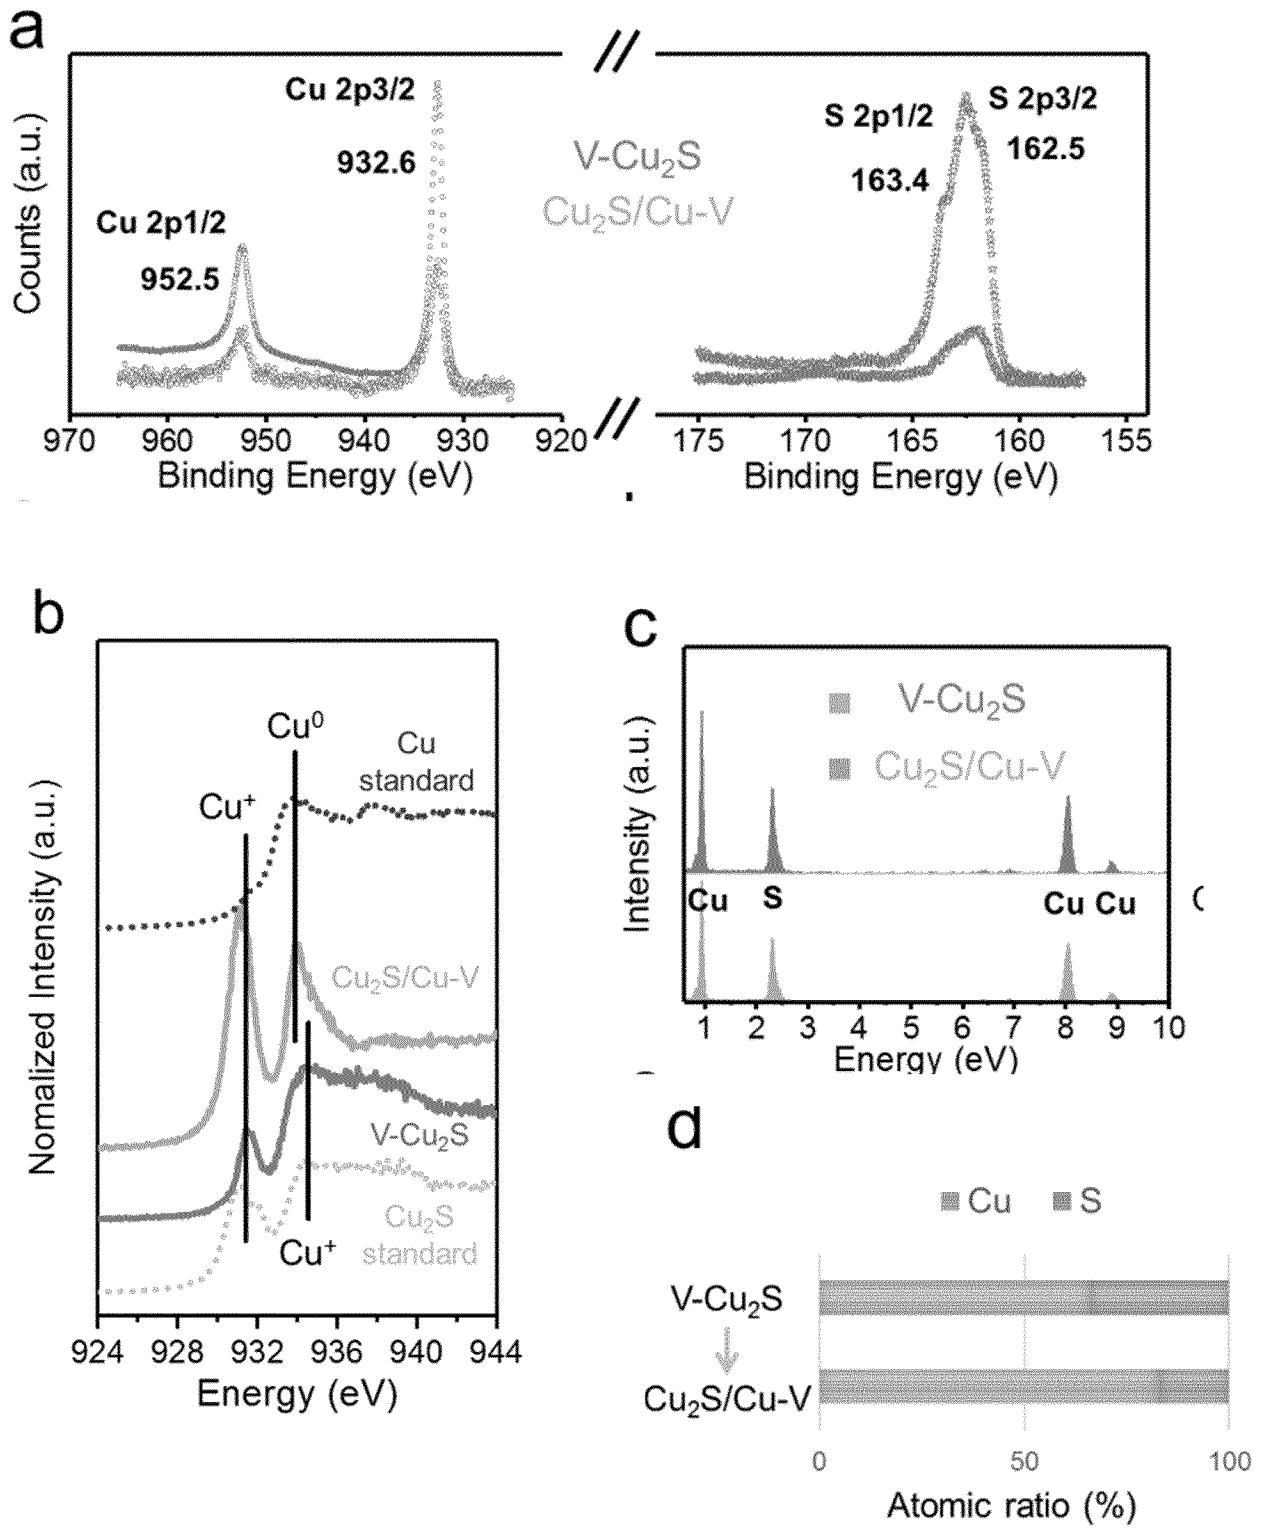 a
Cu 2p3/2
932.6
Cu 2p1/2
952.5
V-Cu₂S
Cu₂S/Cu-V
S 2p1/2
163.4
S 2p3/2
162.5
Counts (a.u.)
970 960 950 940 930 920
175 170 165 160 155
Binding Energy (eV)
Binding Energy (eV)
b
Cu⁰
Cu
standard
Cu⁺
Cu₂S/Cu-V
V-Cu₂S
Cu₂S
standard
Cu⁺
Nomalized Intensity (a.u.)
924 928 932 936 940 944
Energy (eV)
c
V-Cu₂S
Cu₂S/Cu-V
Cu S Cu Cu
Intensity (a.u.)
1 2 3 4 5 6 7 8 9 10
Energy (eV)
d
Cu S
V-Cu₂S
Cu₂S/Cu-V
0 50 100
Atomic ratio (%)